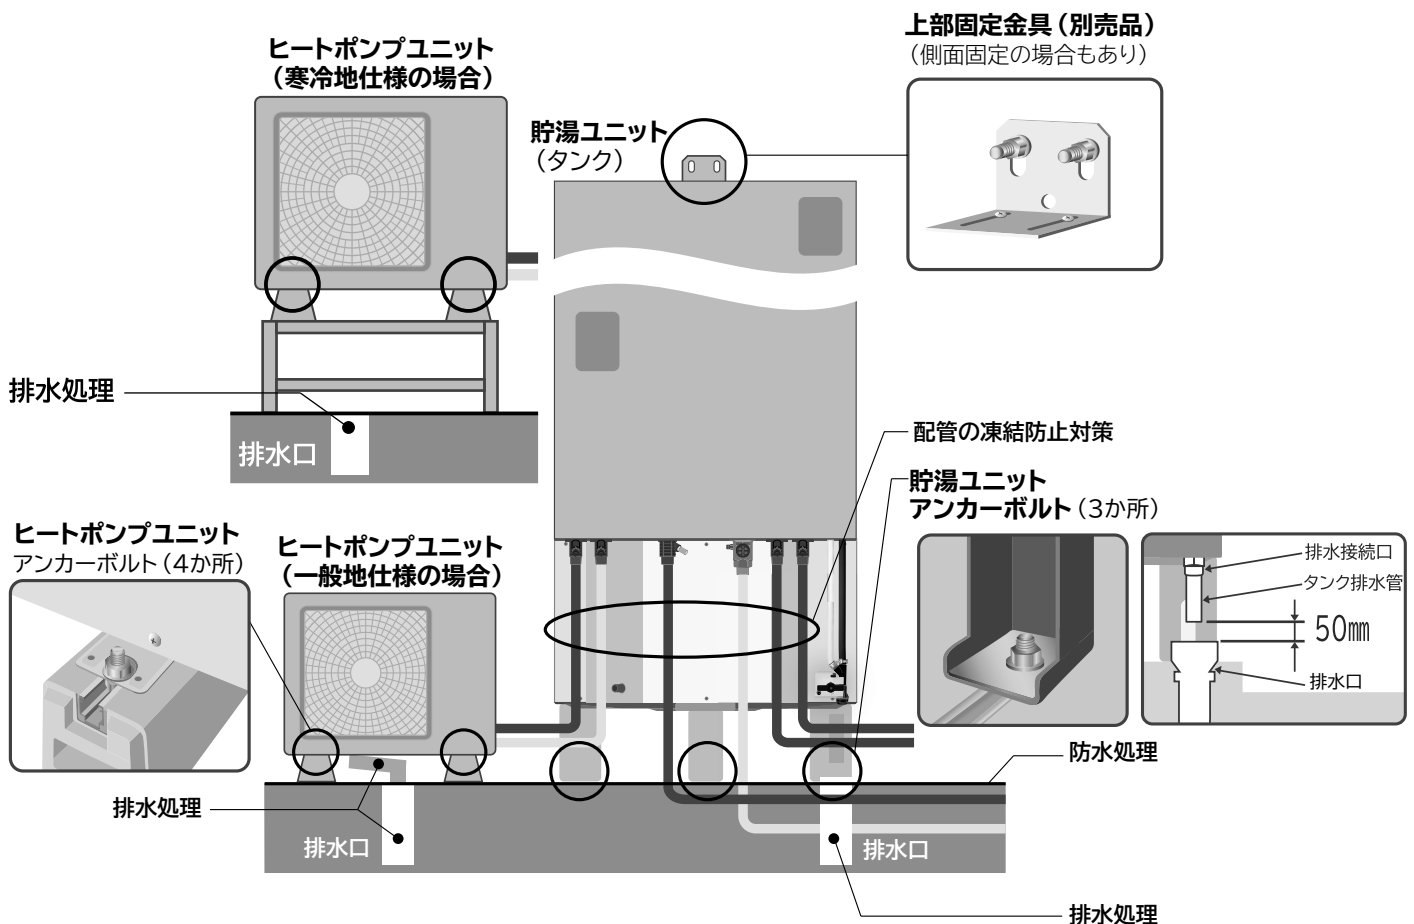 上部固定金具（別売品）
（側面固定の場合もあり）
ヒートポンプユニット
（寒冷地仕様の場合）
貯湯ユニット
（タンク）
排水処理
排水口
配管の凍結防止対策
貯湯ユニット
アンカーボルト（3か所）
ヒートポンプユニット
アンカーボルト（4か所）
ヒートポンプユニット
（一般地仕様の場合）
排水接続口
タンク排水管
50㎜
排水口
防水処理
排水処理
排水口
排水口
排水処理